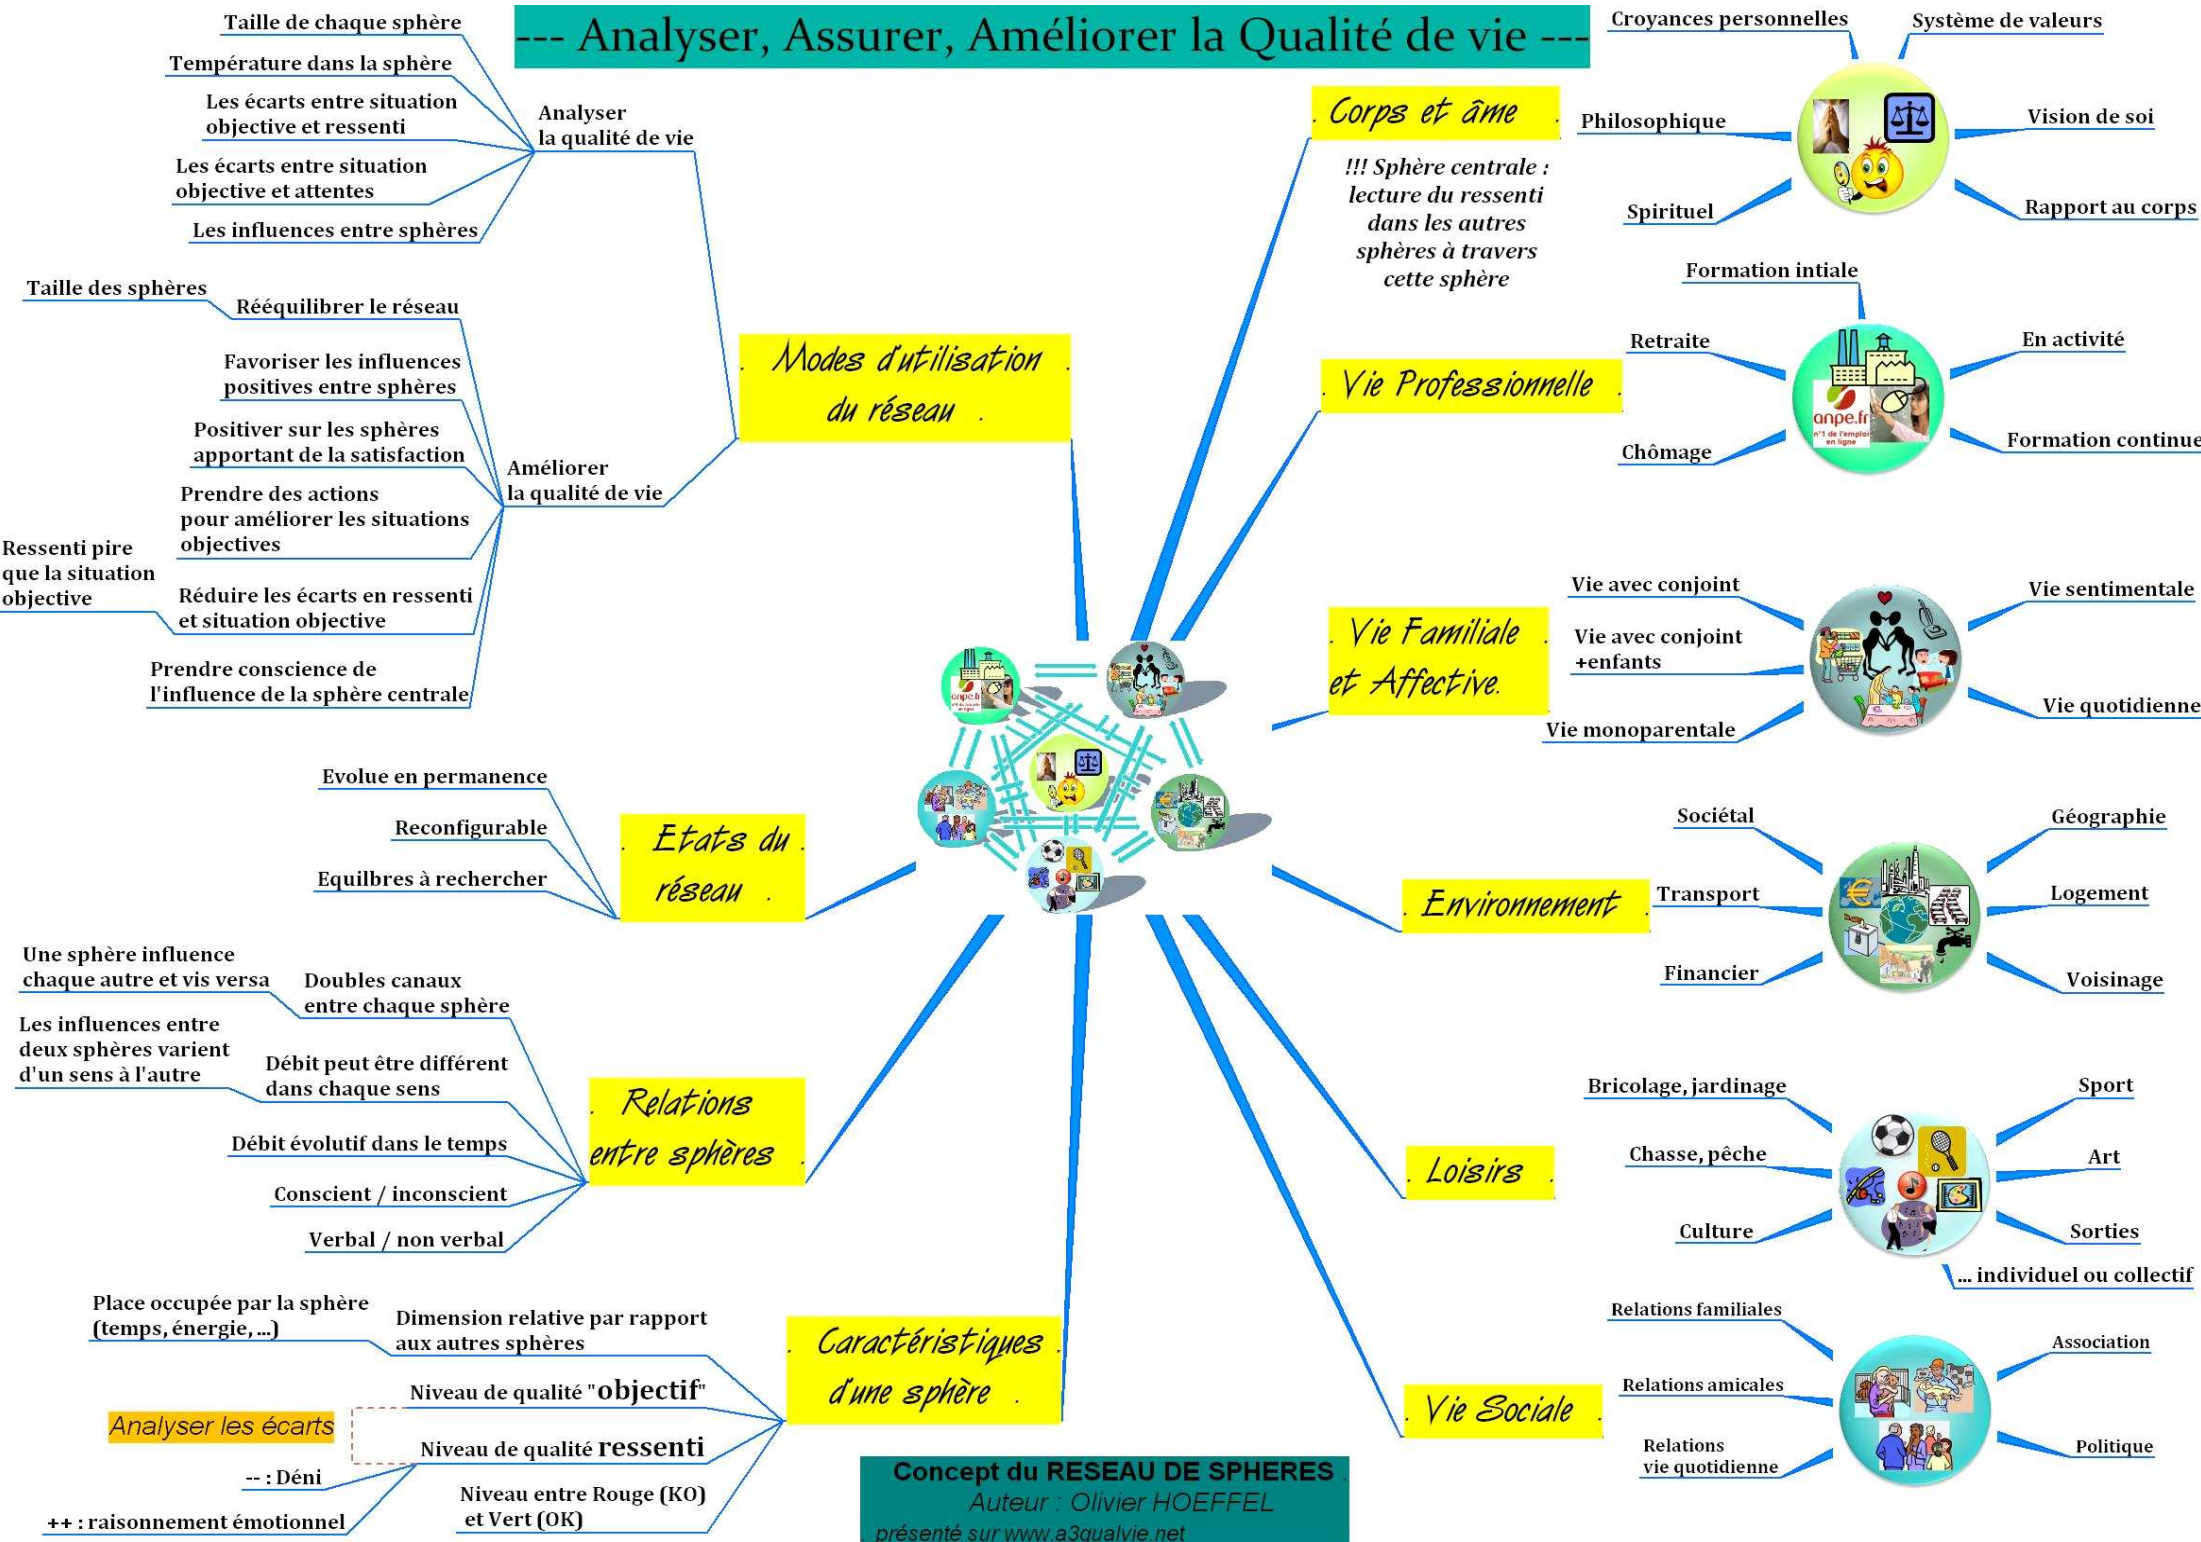 --- Analyser, Assurer, Améliorer la Qualité de vie ---
Taille de chaque sphère
Température dans la sphère
Les écarts entre situation
objective et ressenti
Les écarts entre situation
objective et attentes
Les influences entre sphères
Analyser
la qualité de vie
Taille des sphères
Rééquilibrer le réseau
Favoriser les influences
positives entre sphères
Positiver sur les sphères
apportant de la satisfaction
Prendre des actions
pour améliorer les situations
objectives
Ressenti pire
que la situation
objective
Réduire les écarts en ressenti
et situation objective
Prendre conscience de
l'influence de la sphère centrale
Améliorer
la qualité de vie
. Modes d'utilisation .
du réseau .
Evolue en permanence
Reconfigurable
Equilbres à rechercher
. Etats du .
réseau .
Une sphère influence
chaque autre et vis versa
Doubles canaux
entre chaque sphère
Les influences entre
deux sphères varient
d'un sens à l'autre
Débit peut être différent
dans chaque sens
Débit évolutif dans le temps
Conscient / inconscient
Verbal / non verbal
. Relations
entre sphères .
Place occupée par la sphère
(temps, énergie, ...)
Dimension relative par rapport
aux autres sphères
Niveau de qualité "objectif"
Analyser les écarts
Niveau de qualité ressenti
-- : Déni
++ : raisonnement émotionnel
Niveau entre Rouge (KO)
et Vert (OK)
. Caractéristiques .
d'une sphère .
. Corps et âme .
!!! Sphère centrale :
lecture du ressenti
dans les autres
sphères à travers
cette sphère
Croyances personnelles
Système de valeurs
Philosophique
Vision de soi
Spirituel
Rapport au corps
. Vie Professionnelle .
Formation intiale
Retraite
En activité
Chômage
Formation continue
anpe.fr
n°1 de l'emploi
en ligne
. Vie Familiale .
et Affective.
Vie avec conjoint
Vie sentimentale
Vie avec conjoint
+enfants
Vie quotidienne
Vie monoparentale
anpe.fr
. Environnement .
Sociétal
Géographie
Transport
Logement
Financier
Voisinage
. Loisirs .
Bricolage, jardinage
Sport
Chasse, pêche
Art
Culture
Sorties
... individuel ou collectif
. Vie Sociale .
Relations familiales
Association
Relations amicales
Relations
vie quotidienne
Politique
Concept du RESEAU DE SPHERES .
Auteur : Olivier HOEFFEL
. présenté sur www.a3qualvie.net